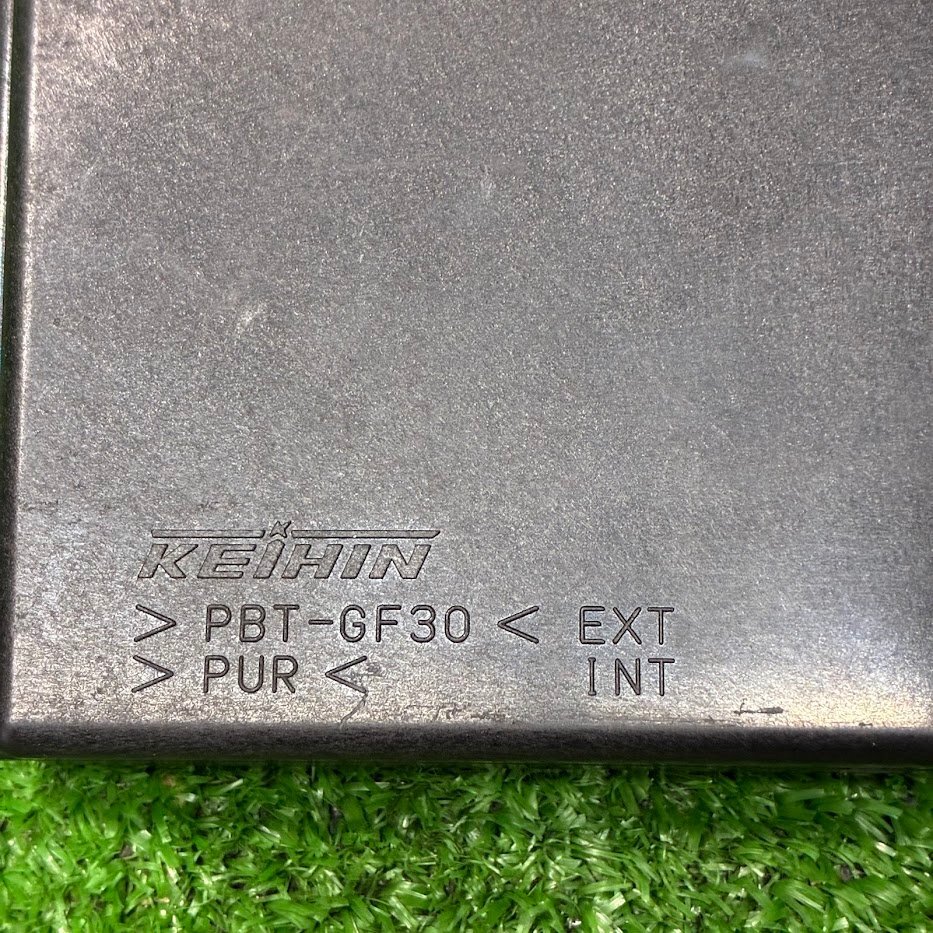 KEIHIN
> PBT-GF30 < EXT
> PUR < INT